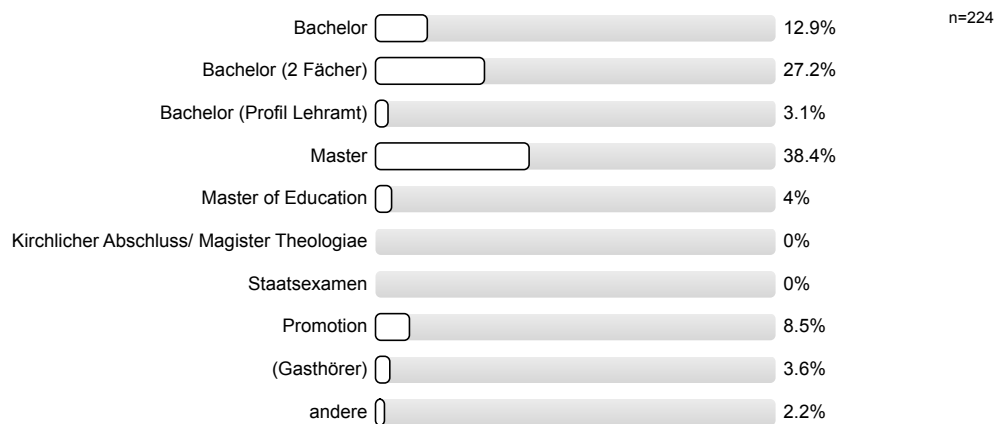 n=224
Bachelor 12.9%
Bachelor (2 Fächer) 27.2%
Bachelor (Profil Lehramt) 3.1%
Master 38.4%
Master of Education 4%
Kirchlicher Abschluss/ Magister Theologiae 0%
Staatsexamen 0%
Promotion 8.5%
(Gasthörer) 3.6%
andere 2.2%